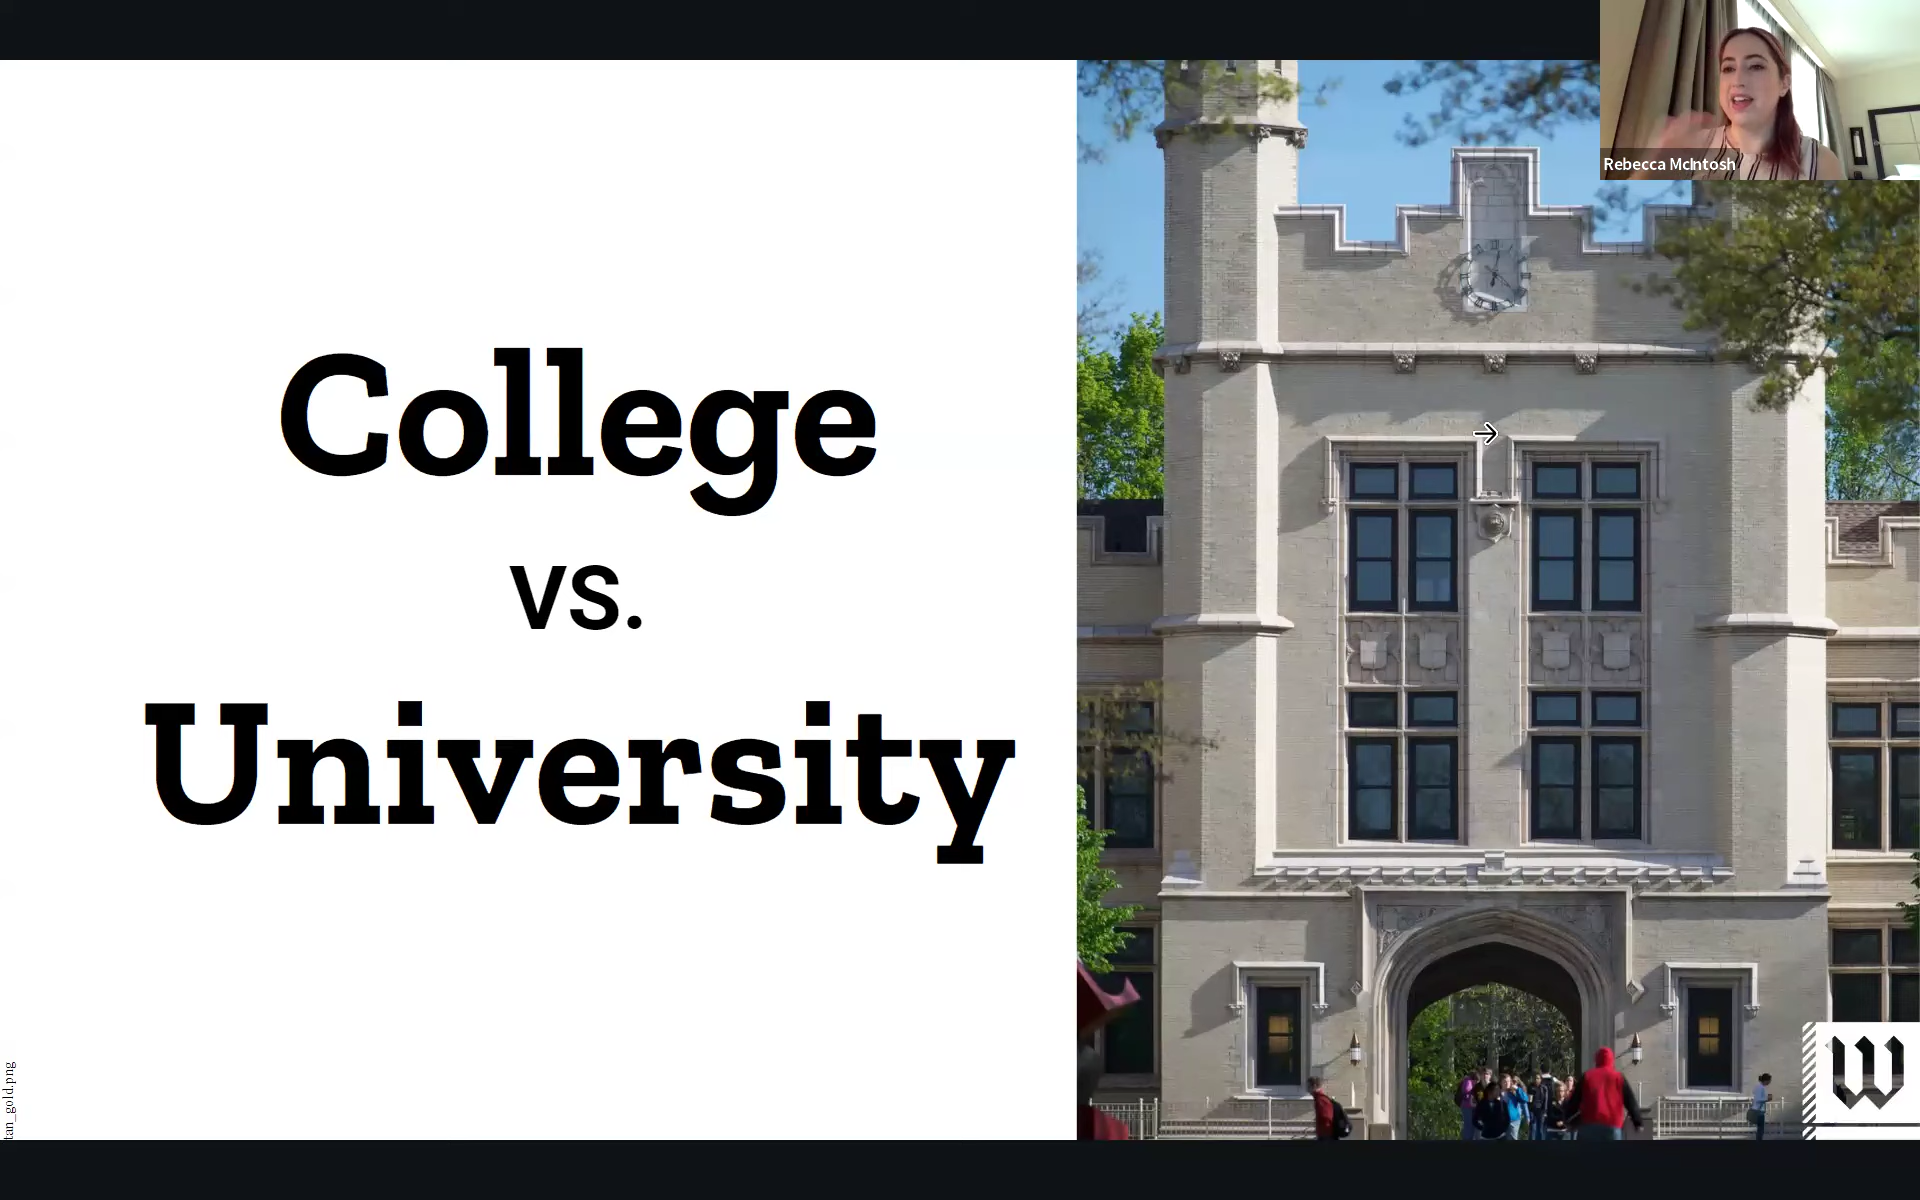 College
vs.
University
Rebecca McIntosh
W
tan_gold.png